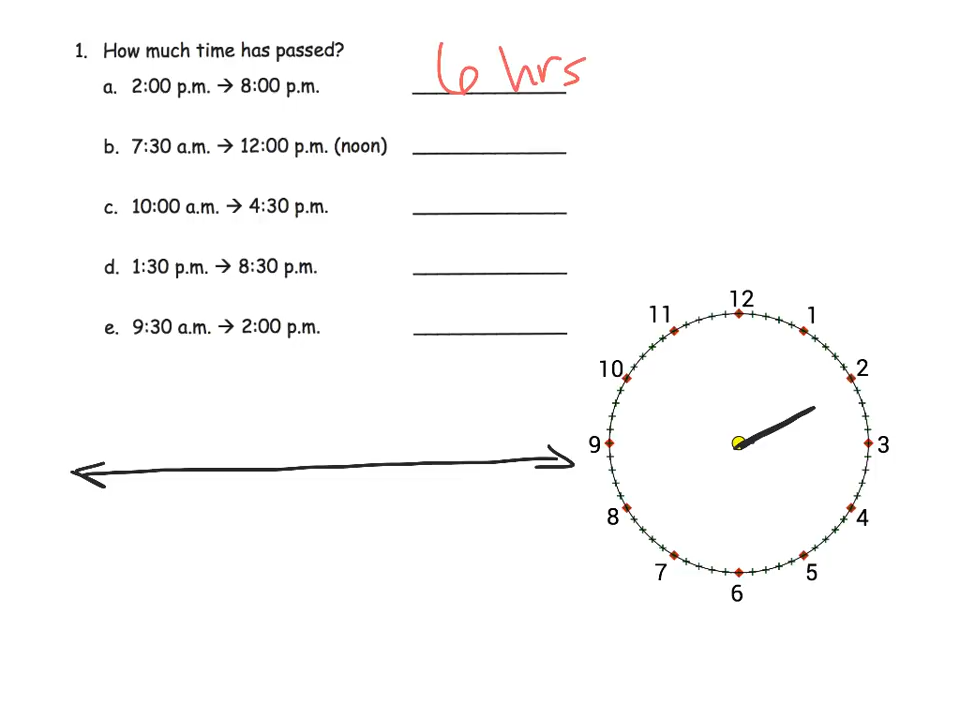 1. How much time has passed?
a. 2:00 p.m. → 8:00 p.m. 6 hrs
b. 7:30 a.m. → 12:00 p.m. (noon)
c. 10:00 a.m. → 4:30 p.m.
d. 1:30 p.m. → 8:30 p.m.
e. 9:30 a.m. → 2:00 p.m.
12
11 1
10 2
9 3
8 4
7 5
6